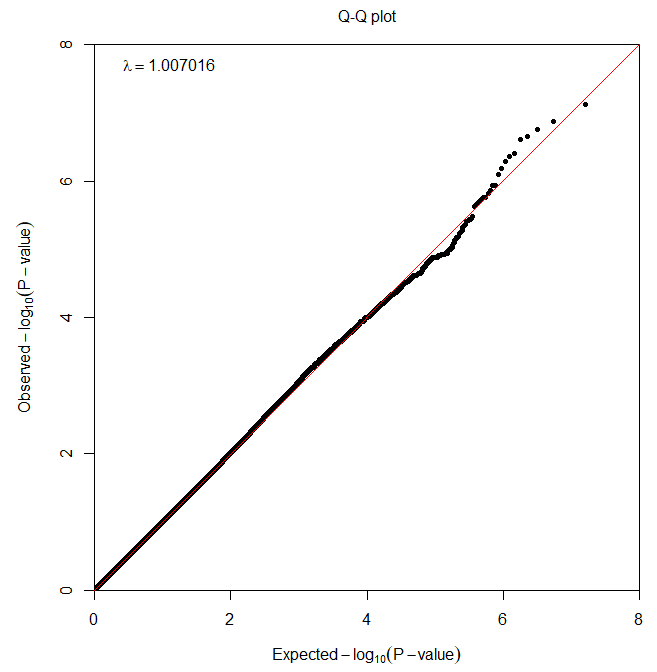 Q-Q plot
λ = 1.007016
8
6
4
2
0
Observed − log10(P − value)
0 2 4 6 8
Expected − log10(P − value)